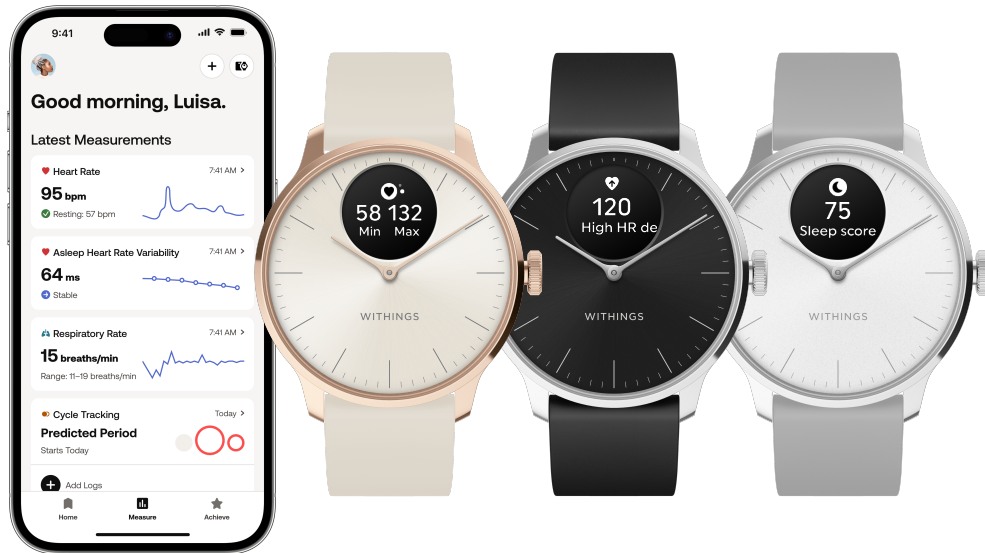 9:41
Good morning, Luisa.
Latest Measurements
Heart Rate 7:41 AM
95 bpm
Resting: 57 bpm
Asleep Heart Rate Variability 7:41 AM
64 ms
Stable
Respiratory Rate 7:41 AM
15 breaths/min
Range: 11–19 breaths/min
Cycle Tracking Today
Predicted Period
Starts Today
Add Logs
Home Measure Achieve
58 132
Min Max
WITHINGS
120
High HR de
WITHINGS
75
Sleep score
WITHINGS